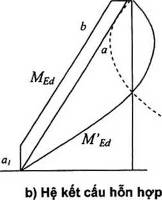 b
a
M_Ed
M'_Ed
a_1
b) Hệ kết cấu hỗn hợp